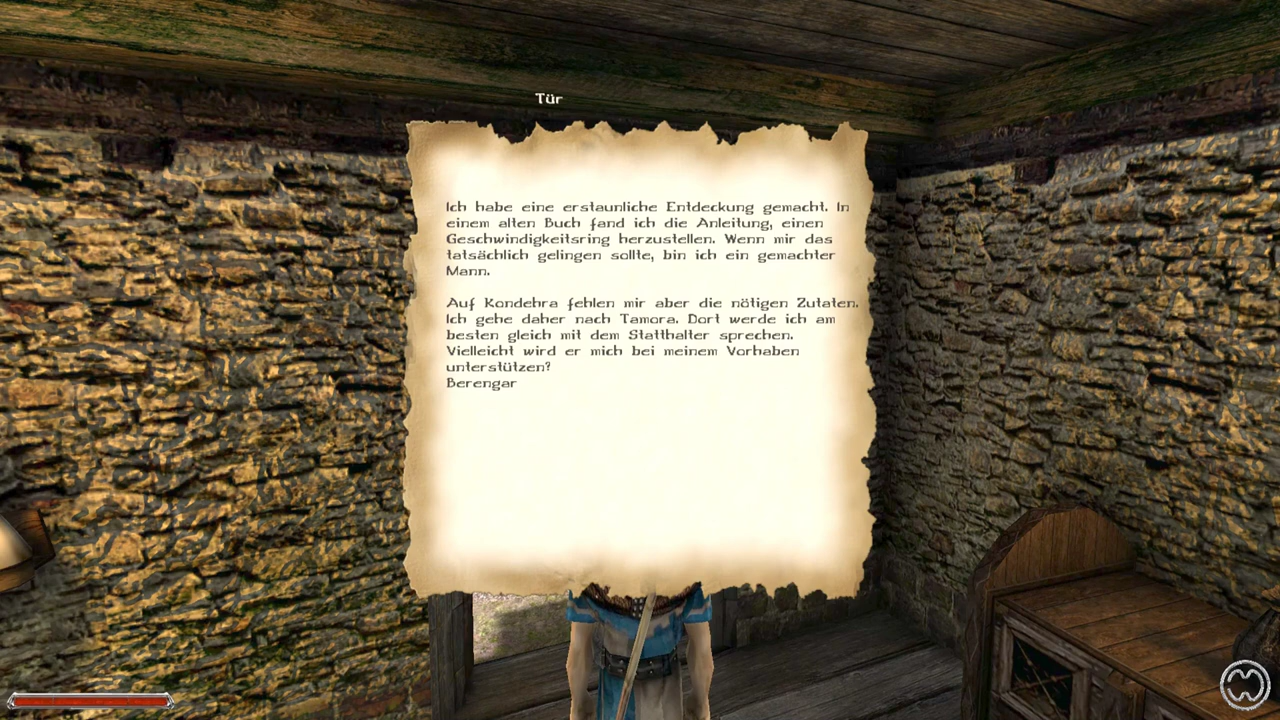 Tür
Ich habe eine erstaunliche Entdeckung gemacht. In
einem alten Buch fand ich die Anleitung, einen
Geschwindigkeitsring herzustellen. Wenn mir das
tatsächlich gelingen sollte, bin ich ein gemachter
Mann.
Auf Kondehra fehlen mir aber die nötigen Zutaten.
Ich gehe daher nach Tamora. Dort werde ich am
besten gleich mit dem Statthalter sprechen.
Vielleicht wird er mich bei meinem Vorhaben
unterstützen?
Berengar